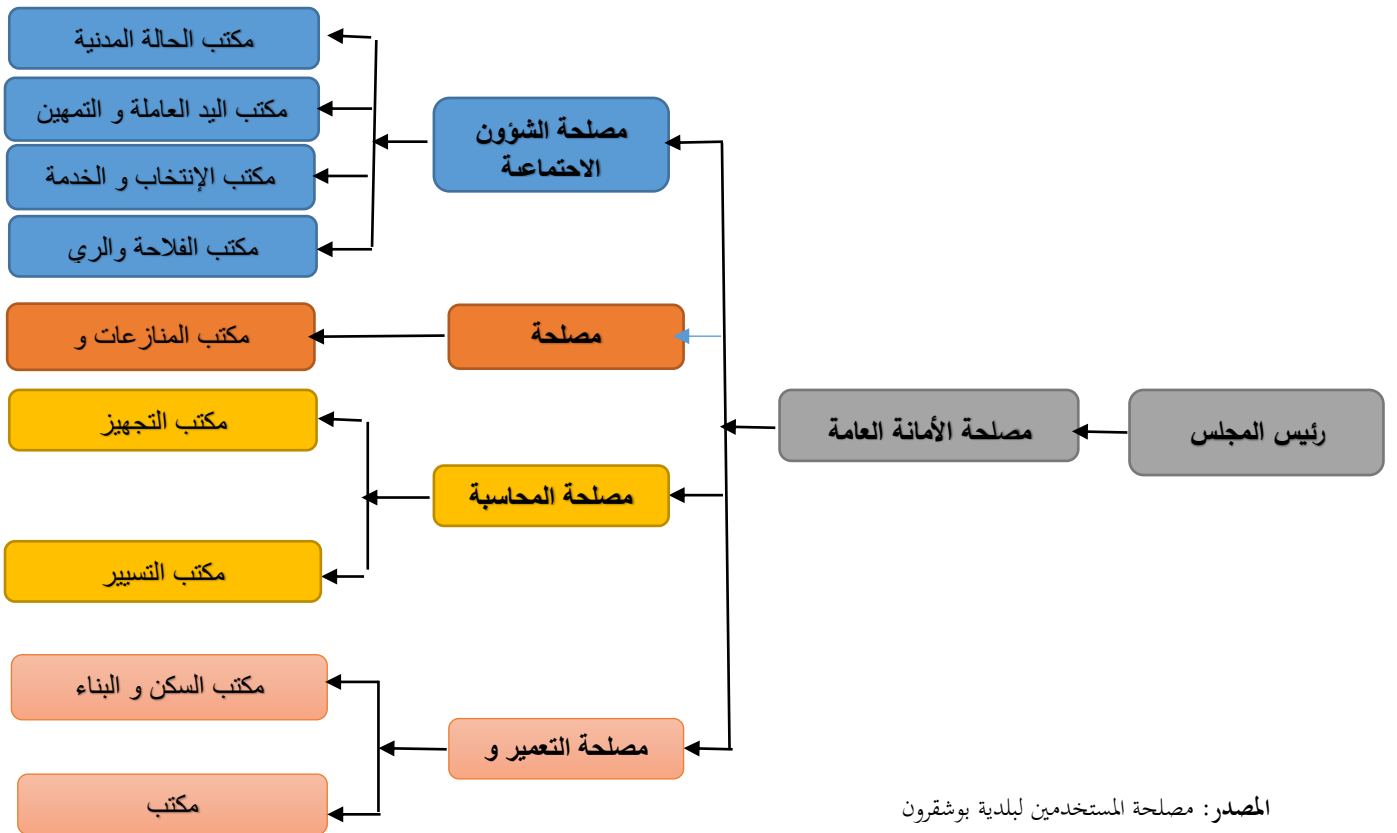 رئيس المجلس
مصلحة الأمانة العامة
مصلحة الشؤون
الاحتماعىة
مكتب الحالة المدنية
مكتب اليد العاملة و التمهين
مكتب الإنتخاب و الخدمة
مكتب الفلاحة والري
مصلحة
مكتب المنازعات و
مصلحة المحاسبة
مكتب التجهيز
مكتب التسيير
مصلحة التعمير و
مكتب السكن و البناء
مكتب
المصدر: مصلحة المستخدمين لبلدية بوشقرون